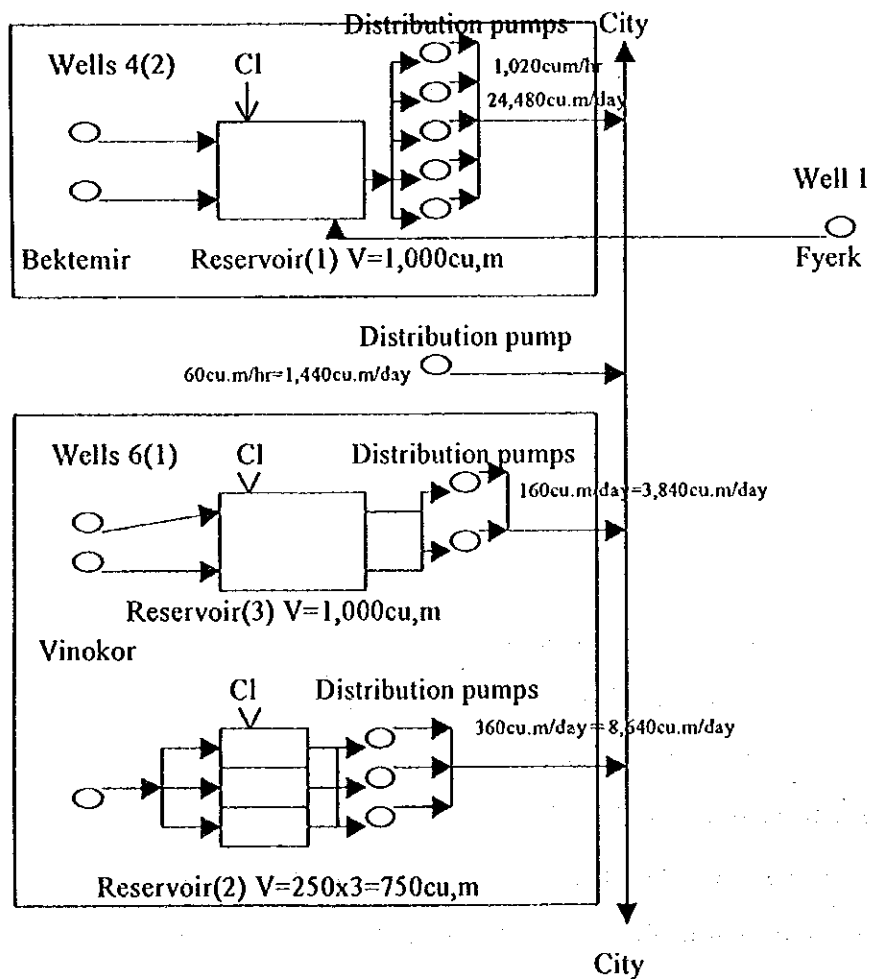 Distribution pumps
City
Wells 4(2)
Cl
1,020cum/hr
24,480cu.m/day
Well 1
Bektemir
Reservoir(1) V=1,000cu,m
Fyerk
Distribution pump
60cu.m/hr=1,440cu.m/day
Wells 6(1)
Cl
Distribution pumps
160cu.m/day=3,840cu.m/day
Reservoir(3) V=1,000cu,m
Vinokor
Cl
Distribution pumps
360cu.m/day=8,640cu.m/day
Reservoir(2) V=250x3=750cu,m
City